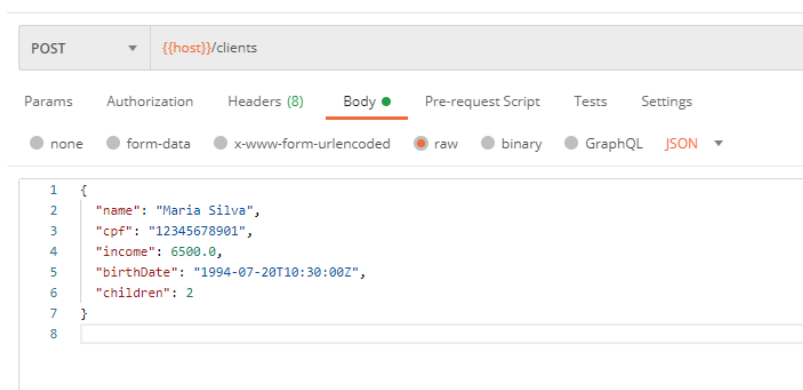 POST {{host}}/clients
Params Authorization Headers (8) Body Pre-request Script Tests Settings
none form-data x-www-form-urlencoded raw binary GraphQL JSON
1 {
2 "name": "Maria Silva",
3 "cpf": "12345678901",
4 "income": 6500.0,
5 "birthDate": "1994-07-20T10:30:00Z",
6 "children": 2
7 }
8